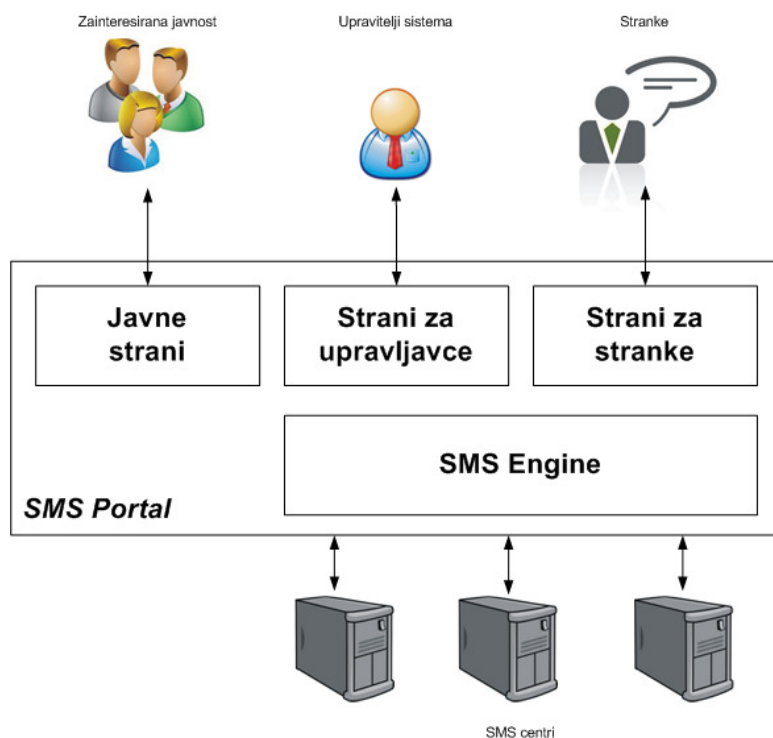 Zainteresirana javnost
Upravitelji sistema
Stranke
Javne
strani
Strani za
upravljavce
Strani za
stranke
SMS Engine
SMS Portal
SMS centri